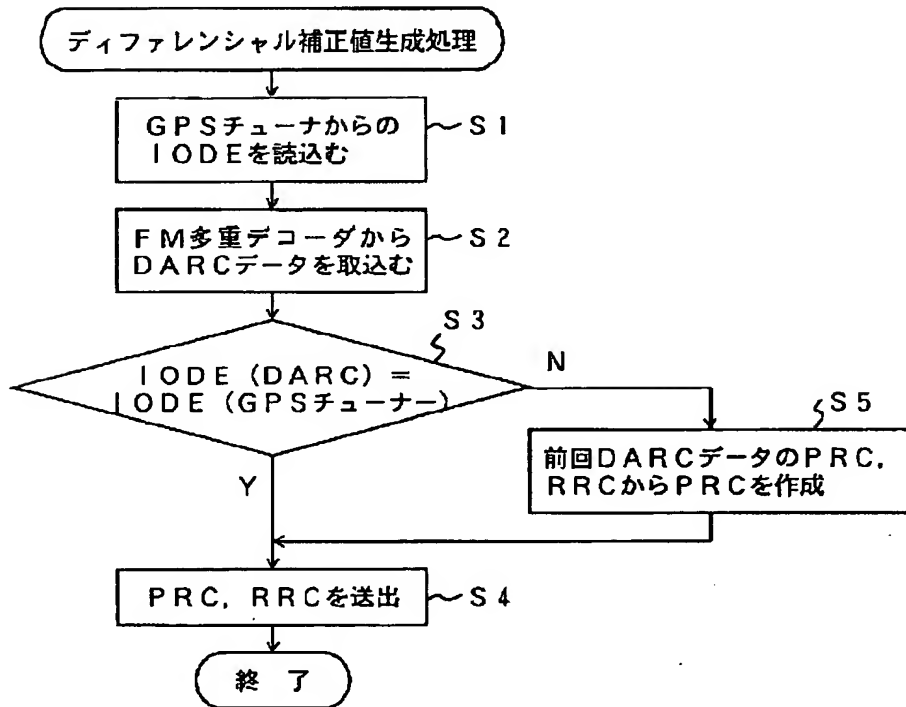 ディファレンシャル補正値生成処理
GPSチューナからの
IODEを読込む
S1
FM多重デコーダから
DARCデータを取込む
S2
S3
IODE(DARC)=
IODE(GPSチューナー)
N
Y
S5
前回DARCデータのPRC,
RRCからPRCを作成
PRC, RRCを送出
S4
終了